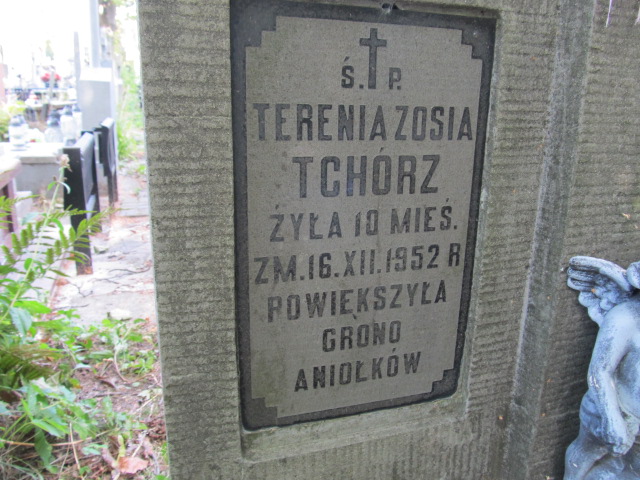 Ś. P.
TERENIA ZOSIA
TCHÓRZ
ŻYŁA 10 MIEŚ.
ZM. 16. XII. 1952 R
POWIĘKSZYŁA
GRONO
ANIOŁKÓW